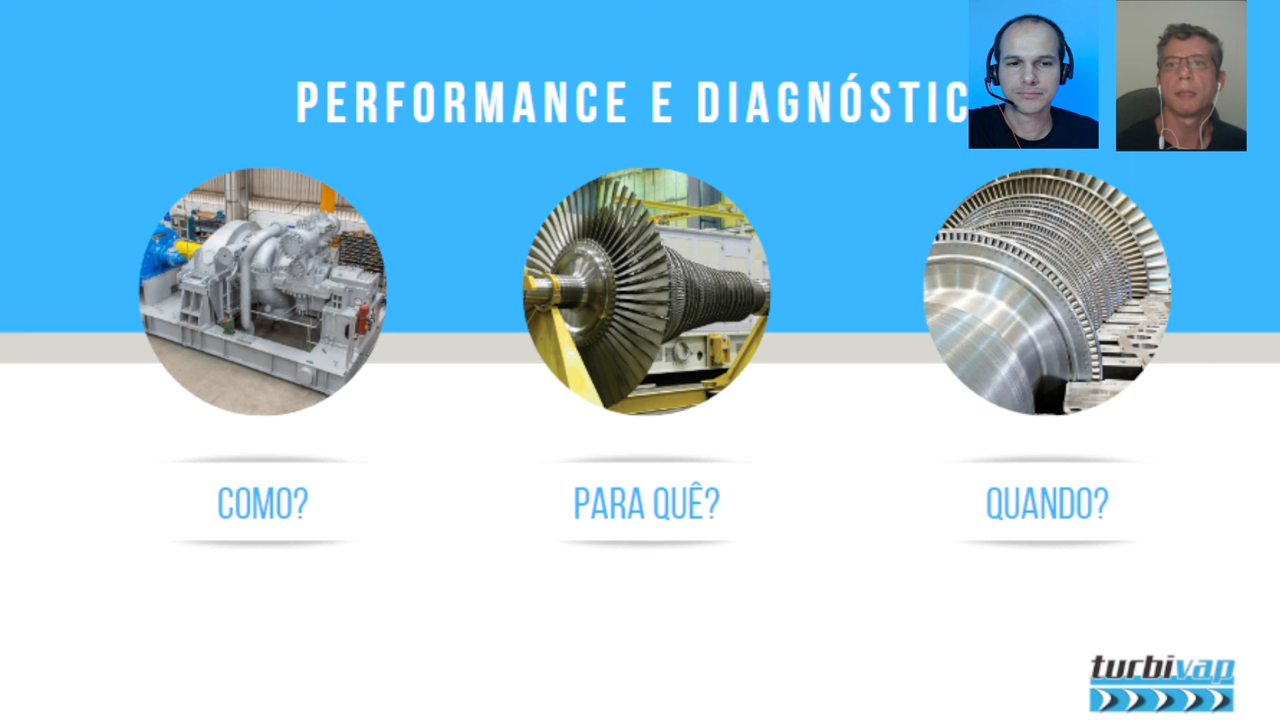 PERFORMANCE E DIAGNÓSTIC
COMO?
PARA QUÊ?
QUANDO?
turbivap